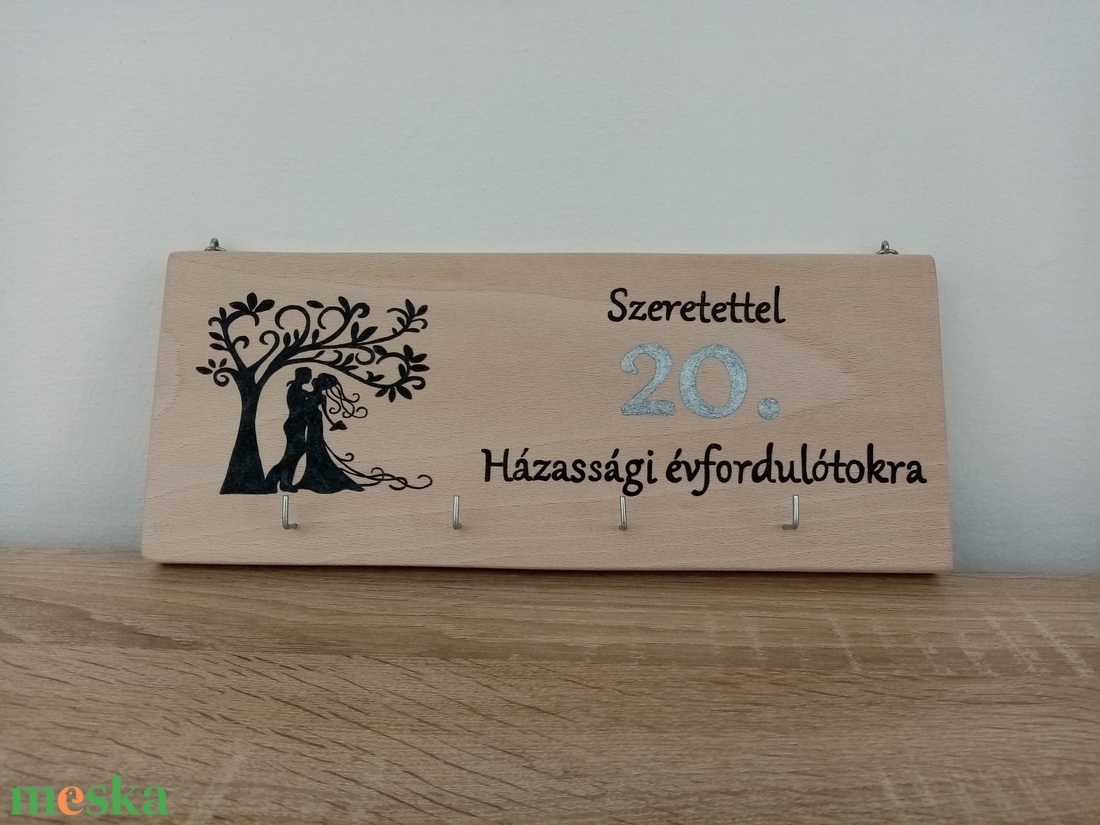 Szeretettel
20.
Házassági évfordulótokra
meska